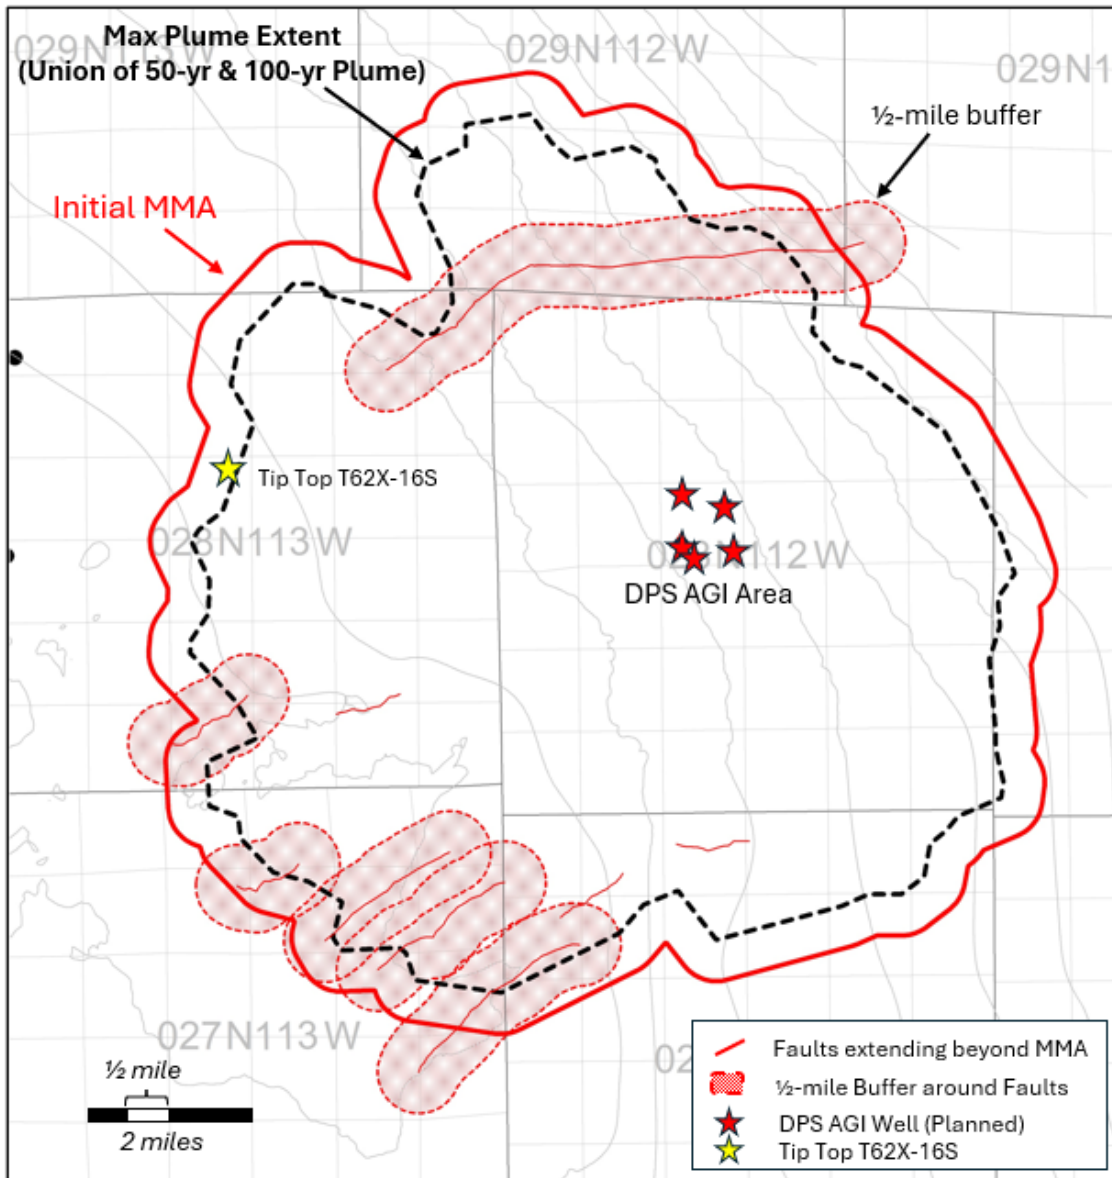 029N113W
029N112W
029N1
Max Plume Extent
(Union of 50-yr & 100-yr Plume)
½-mile buffer
Initial MMA
Tip Top T62X-16S
028N113W
028N112W
DPS AGI Area
027N113W
02
½ mile
2 miles
Faults extending beyond MMA
½-mile Buffer around Faults
DPS AGI Well (Planned)
Tip Top T62X-16S